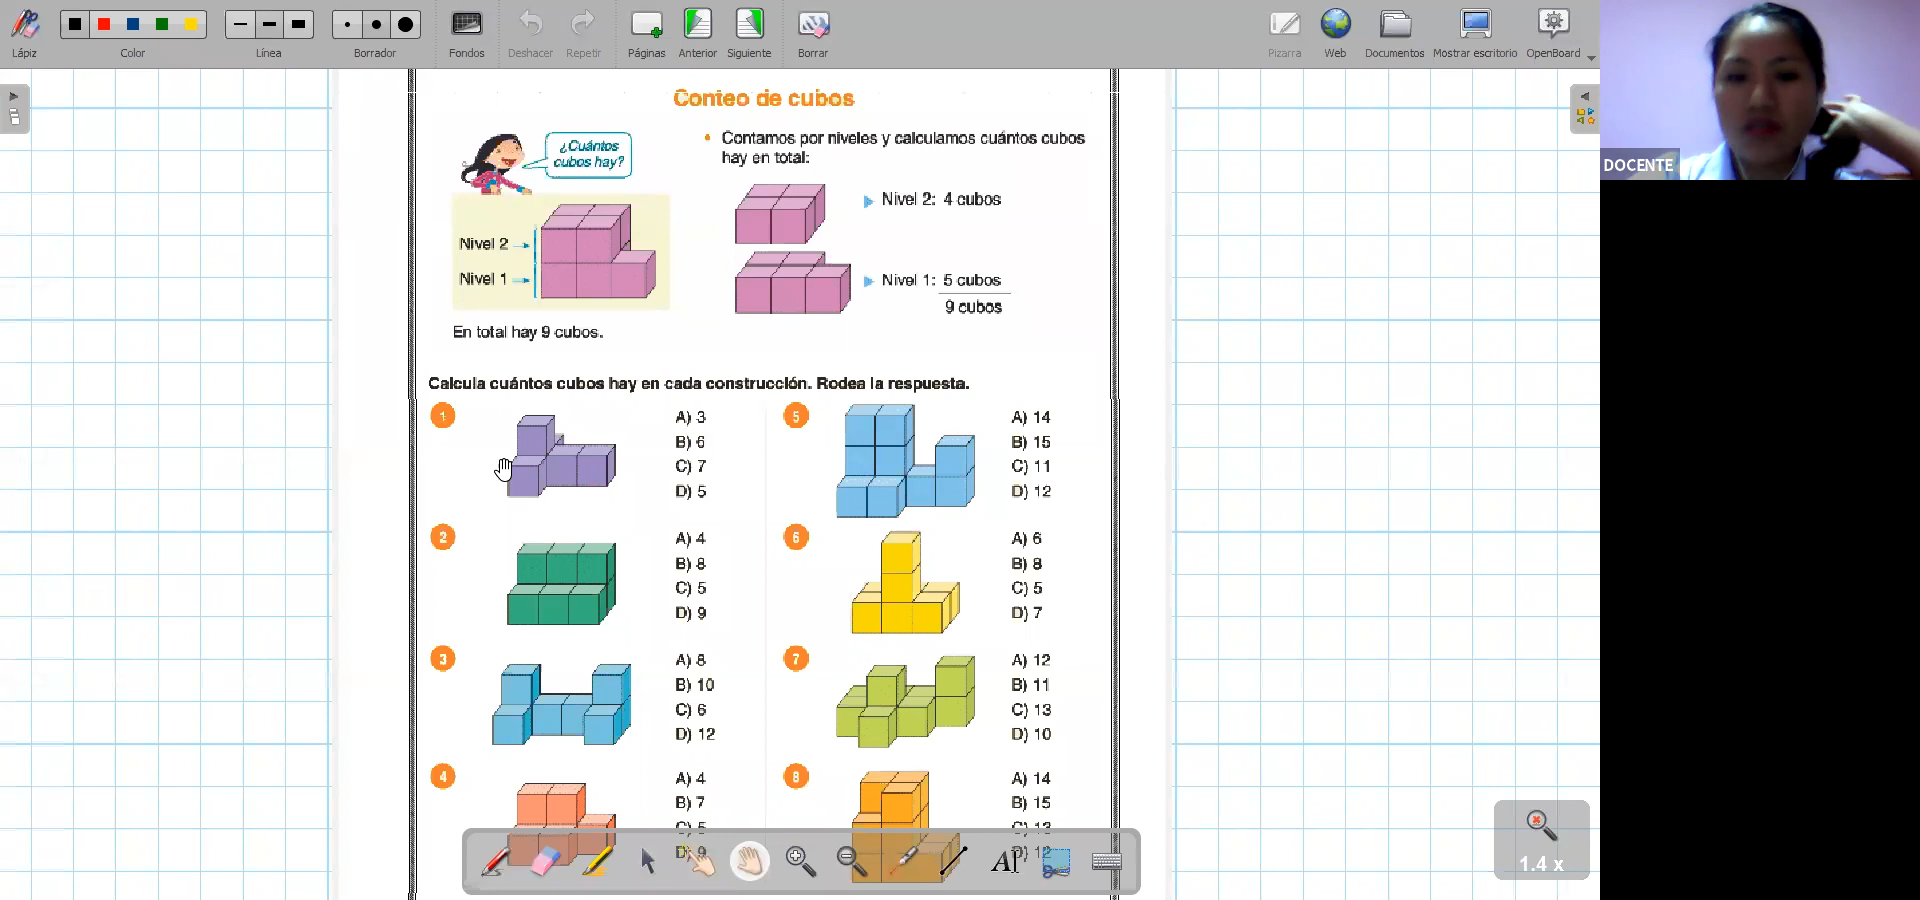 Lápiz
Color
Línea
Borrador
Fondos
Deshacer
Repetir
Páginas
Anterior
Siguiente
Borrar
Pizarra
Web
Documentos
Mostrar escritorio
OpenBoard
DOCENTE
Conteo de cubos
¿Cuántos
cubos hay?
Nivel 2
Nivel 1
En total hay 9 cubos.
• Contamos por niveles y calculamos cuántos cubos
hay en total:
Nivel 2: 4 cubos
Nivel 1: 5 cubos
9 cubos
Calcula cuántos cubos hay en cada construcción. Rodea la respuesta.
1
A) 3
B) 6
C) 7
D) 5
2
A) 4
B) 8
C) 5
D) 9
3
A) 8
B) 10
C) 6
D) 12
4
A) 4
B) 7
C) 5
D) 9
5
A) 14
B) 15
C) 11
D) 12
6
A) 6
B) 8
C) 5
D) 7
7
A) 12
B) 11
C) 13
D) 10
8
A) 14
B) 15
C) 13
D) 12
1.4 x